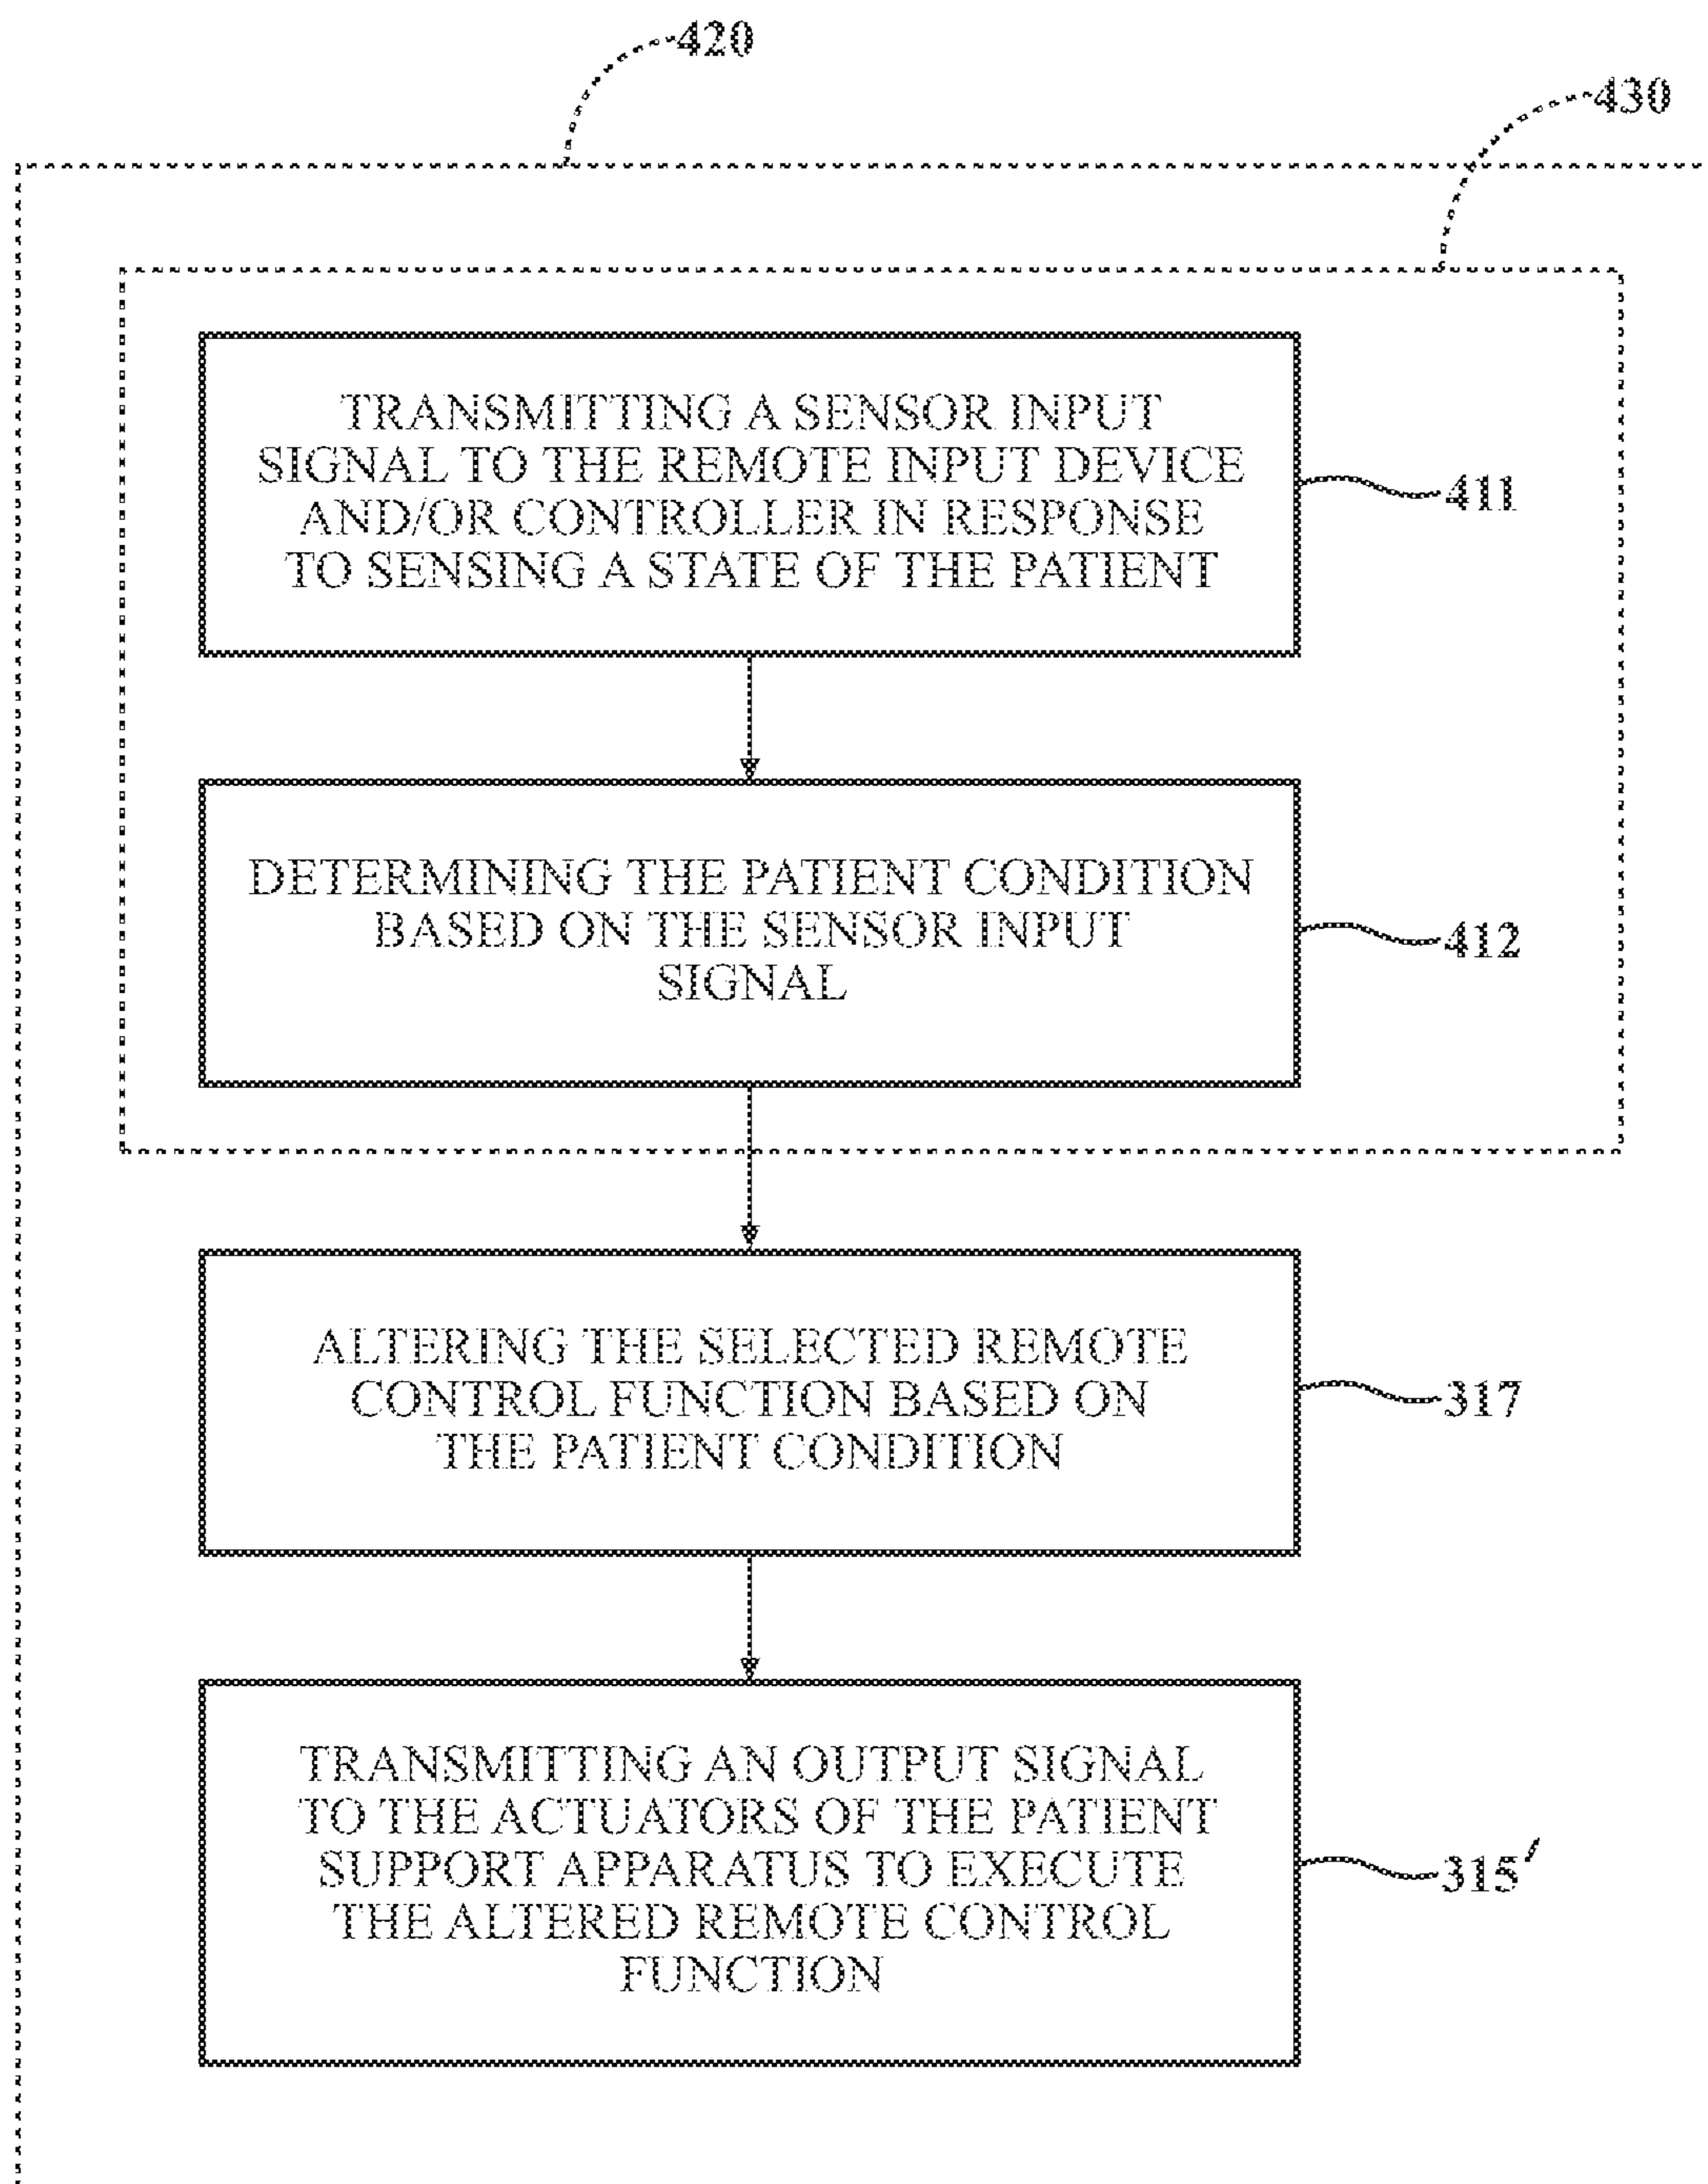 420
430
TRANSMITTING A SENSOR INPUT
SIGNAL TO THE REMOTE INPUT DEVICE
AND/OR CONTROLLER IN RESPONSE
TO SENSING A STATE OF THE PATIENT
411
DETERMINING THE PATIENT CONDITION
BASED ON THE SENSOR INPUT
SIGNAL
412
ALTERING THE SELECTED REMOTE
CONTROL FUNCTION BASED ON
THE PATIENT CONDITION
317
TRANSMITTING AN OUTPUT SIGNAL
TO THE ACTUATORS OF THE PATIENT
SUPPORT APPARATUS TO EXECUTE
THE ALTERED REMOTE CONTROL
FUNCTION
315'